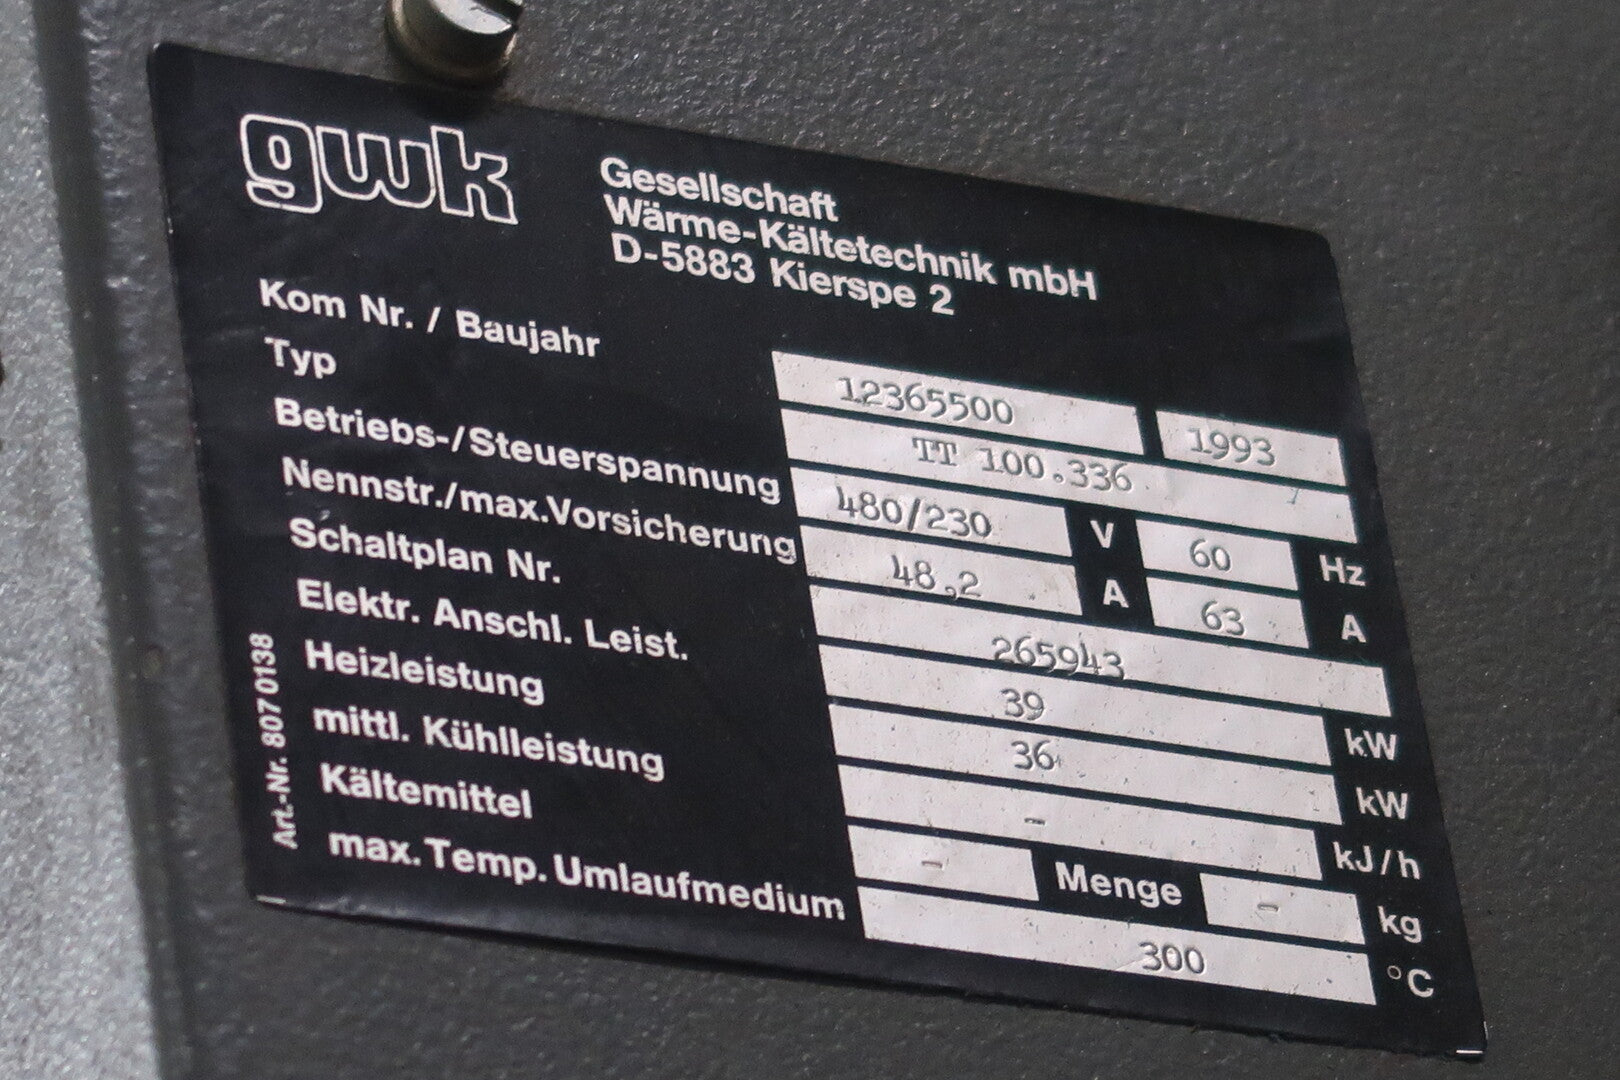 gwk
Gesellschaft
Wärme-Kältetechnik mbH
D-5883 Kierspe 2
Kom Nr. / Baujahr 12365500 1993
Typ TT 100.336
Betriebs-/Steuerspannung 480/230 V 60 Hz
Nennstr./max.Vorsicherung 48,2 A 63 A
Schaltplan Nr. 265943
Elektr. Anschl. Leist. 39 kW
Heizleistung 36 kW
mittl. Kühlleistung - kJ/h
Kältemittel - Menge - kg
max. Temp. Umlaufmedium 300 °C
Art.-Nr. 807 0138